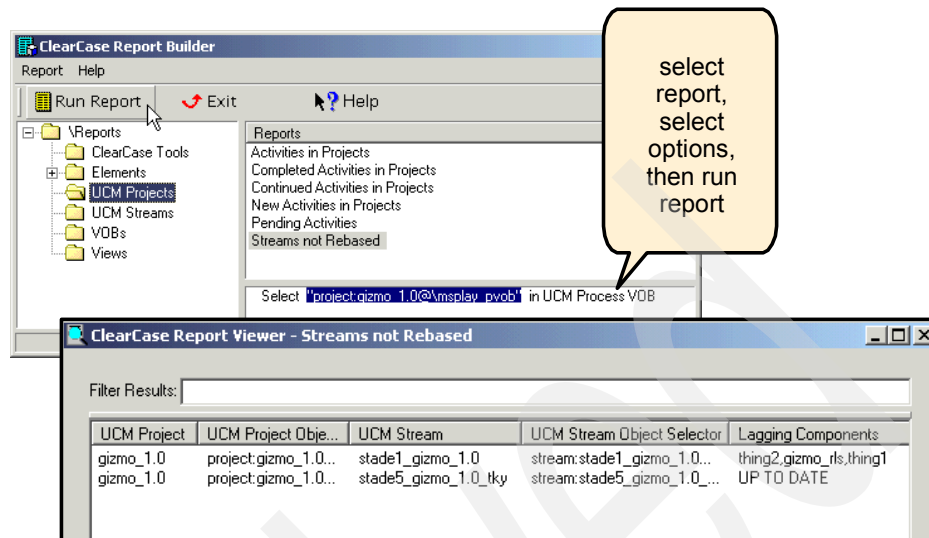 ClearCase Report Builder
Report Help
Run Report Exit Help
\Reports
ClearCase Tools
Elements
UCM Projects
UCM Streams
VOBs
Views
Reports
Activities in Projects
Completed Activities in Projects
Continued Activities in Projects
New Activities in Projects
Pending Activities
Streams not Rebased
Select "project:gizmo_1.0@\msplay_pvob" in UCM Process VOB
select
report,
select
options,
then run
report
ClearCase Report Viewer - Streams not Rebased
Filter Results:
UCM Project UCM Project Obje... UCM Stream UCM Stream Object Selector Lagging Components
gizmo_1.0 project:gizmo_1.0... stade1_gizmo_1.0 stream:stade1_gizmo_1.0... thing2,gizmo_rls,thing1
gizmo_1.0 project:gizmo_1.0... stade5_gizmo_1.0_tky stream:stade5_gizmo_1.0_... UP TO DATE